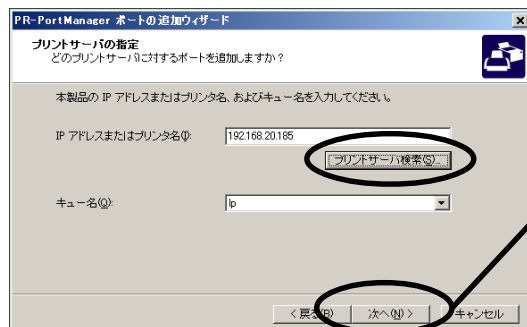 PR-PortManager ポートの追加ウィザード
プリントサーバの指定
どのプリントサーバに対するポートを追加しますか?
本製品の IP アドレスまたはプリンタ名、およびキュー名を入力してください。
IP アドレスまたはプリンタ名(I):
192.168.20.185
プリントサーバ検索(S)...
キュー名(Q):
lp
< 戻る(B)
次へ(N) >
キャンセル